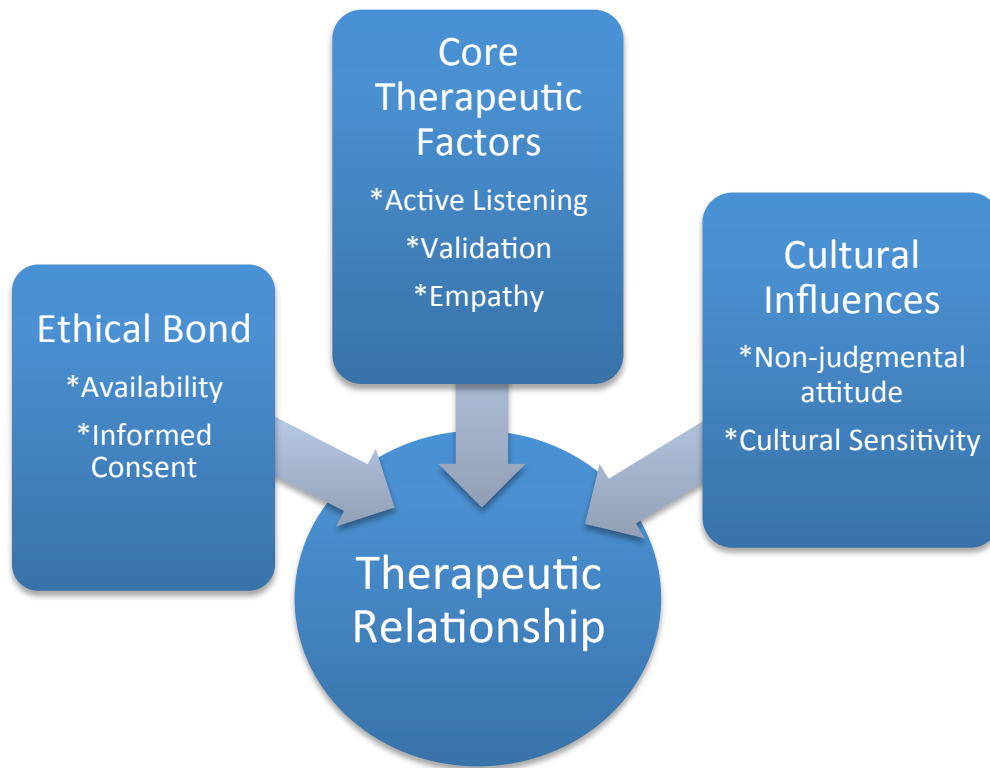 Core
Therapeutic
Factors
*Active Listening
*Validation
*Empathy
Ethical Bond
*Availability
*Informed
Consent
Cultural
Influences
*Non-judgmental
attitude
*Cultural Sensitivity
Therapeutic
Relationship